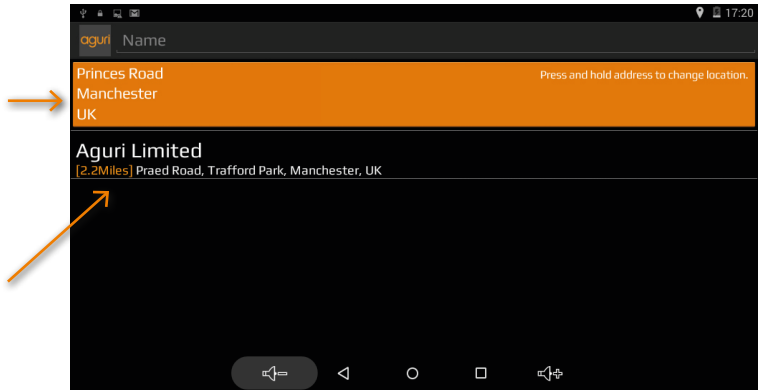 17:20
aguri Name
Princes Road
Press and hold address to change location.
Manchester
UK
Aguri Limited
[2.2Miles] Praed Road, Trafford Park, Manchester, UK